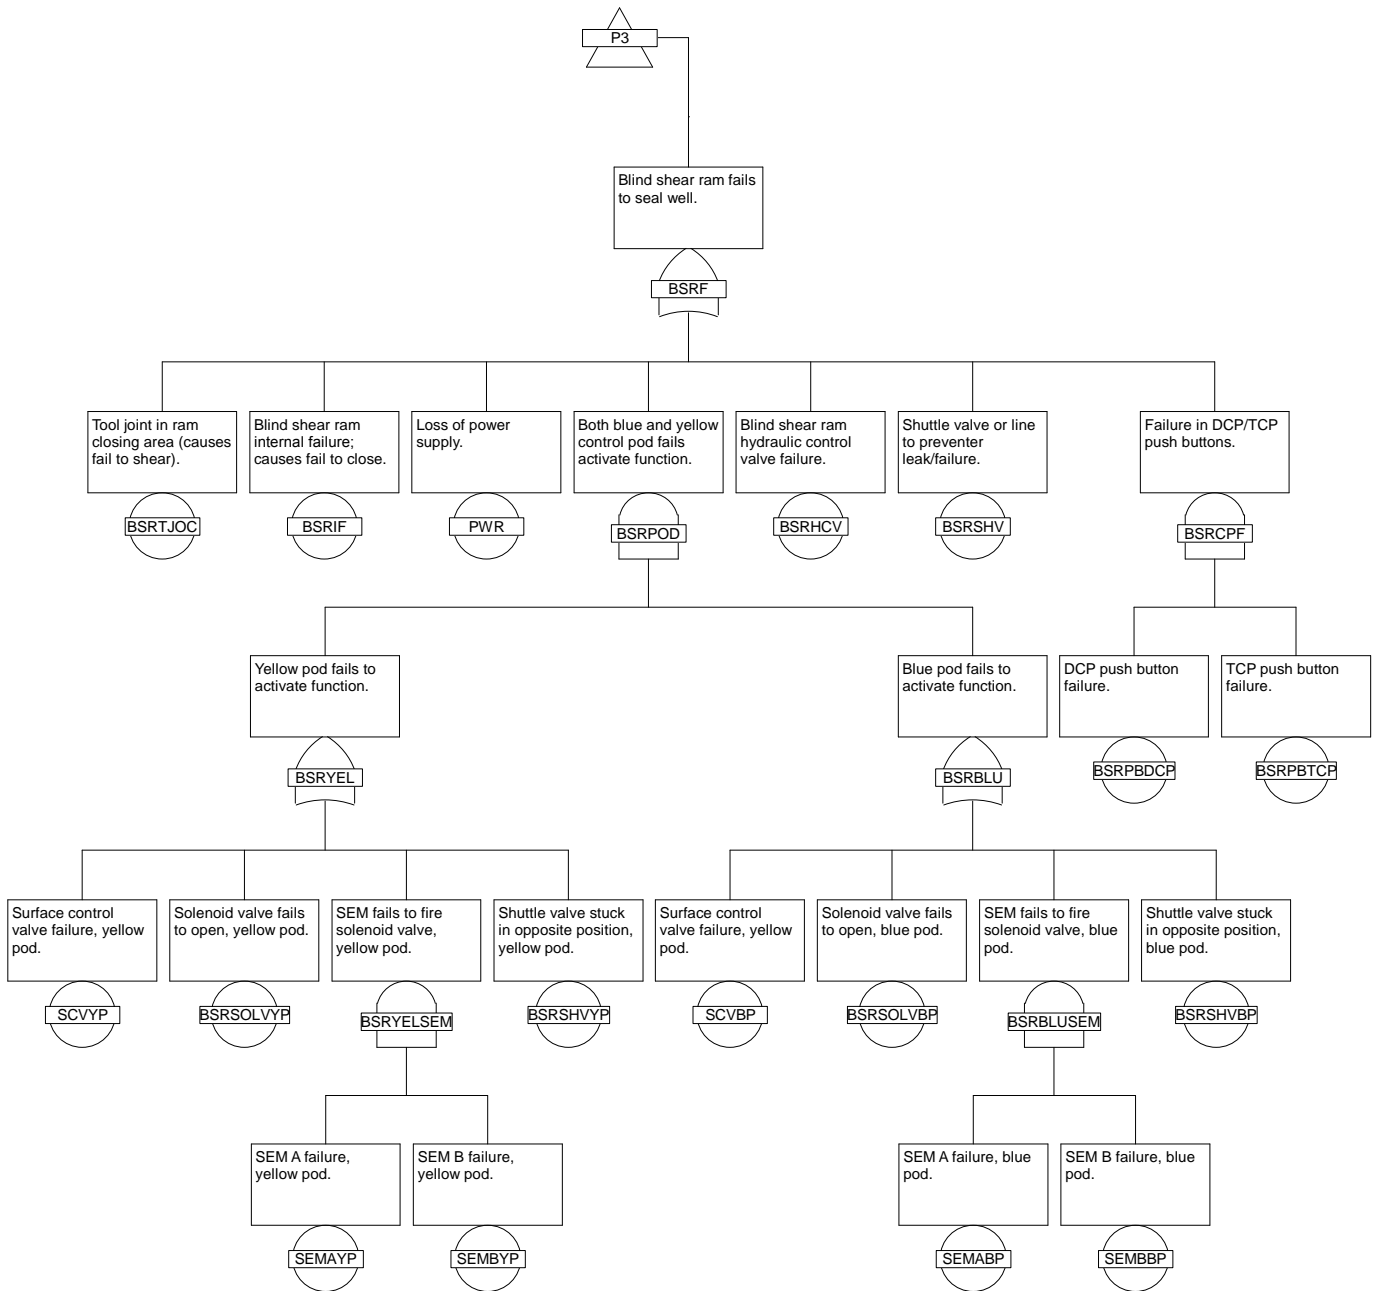 P3
Blind shear ram fails
to seal well.
BSRF
Tool joint in ram
closing area (causes
fail to shear).
BSRTJOC
Blind shear ram
internal failure;
causes fail to close.
BSRIF
Loss of power
supply.
PWR
Both blue and yellow
control pod fails
activate function.
BSRPOD
Blind shear ram
hydraulic control
valve failure.
BSRHCV
Shuttle valve or line
to preventer
leak/failure.
BSRSHV
Failure in DCP/TCP
push buttons.
BSRCPF
Yellow pod fails to
activate function.
BSRYEL
Blue pod fails to
activate function.
BSRBLU
DCP push button
failure.
BSRPBDCP
TCP push button
failure.
BSRPBTCP
Surface control
valve failure, yellow
pod.
SCVYP
Solenoid valve fails
to open, yellow pod.
BSRSOLVYP
SEM fails to fire
solenoid valve,
yellow pod.
BSRYELSEM
Shuttle valve stuck
in opposite position,
yellow pod.
BSRSHVYP
Surface control
valve failure, yellow
pod.
SCVBP
Solenoid valve fails
to open, blue pod.
BSRSOLVBP
SEM fails to fire
solenoid valve, blue
pod.
BSRBLUSEM
Shuttle valve stuck
in opposite position,
blue pod.
BSRSHVBP
SEM A failure,
yellow pod.
SEMAYP
SEM B failure,
yellow pod.
SEMBYP
SEM A failure, blue
pod.
SEMABP
SEM B failure, blue
pod.
SEMBBP